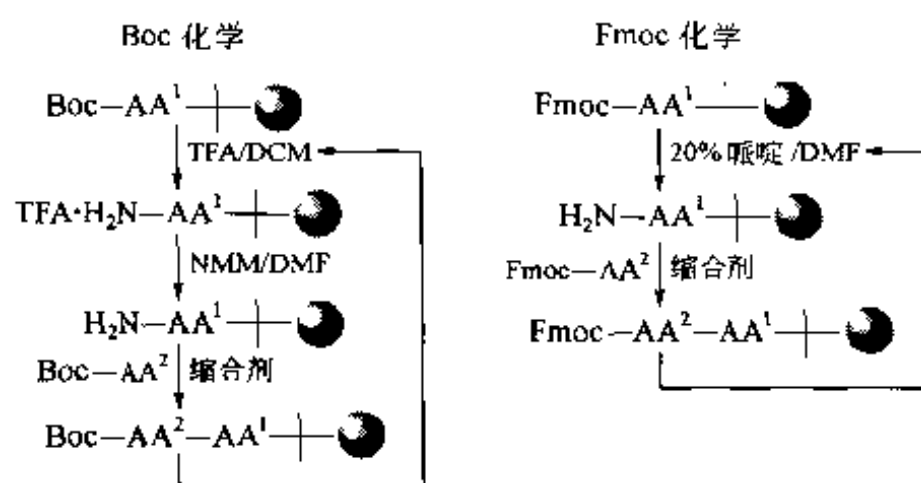 Boc 化学
Boc—AA¹
TFA/DCM
TFA·H₂N—AA¹
NMM/DMF
H₂N—AA¹
Boc—AA² 缩合剂
Boc—AA²—AA¹
Fmoc 化学
Fmoc—AA¹
20% 哌啶/DMF
H₂N—AA¹
Fmoc—AA² 缩合剂
Fmoc—AA²—AA¹